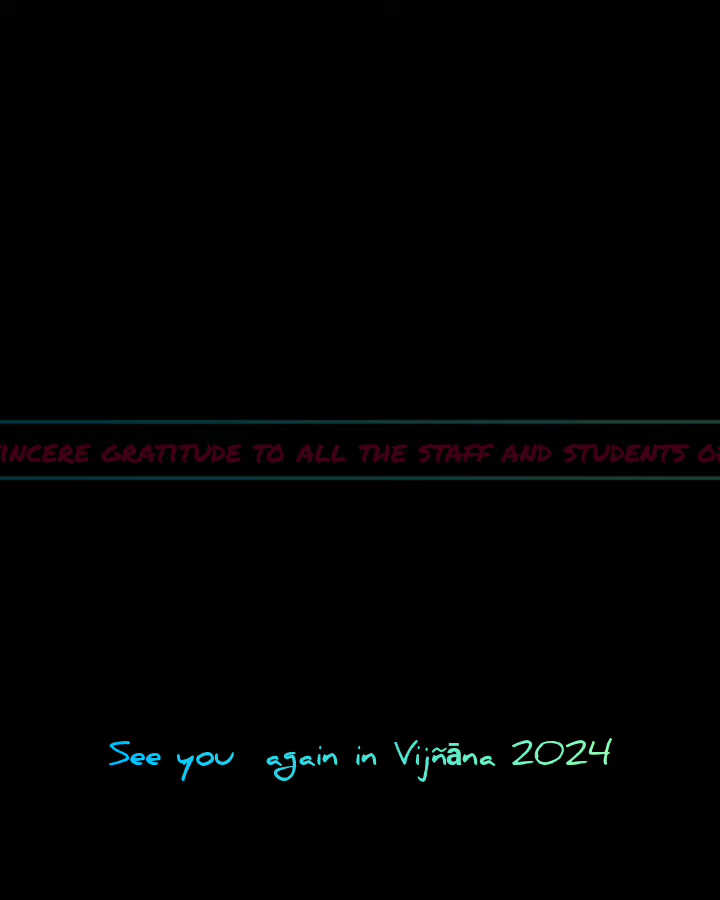 INCERE GRATITUDE TO ALL THE STAFF AND STUDENTS
See you again in Vijñāna 2024